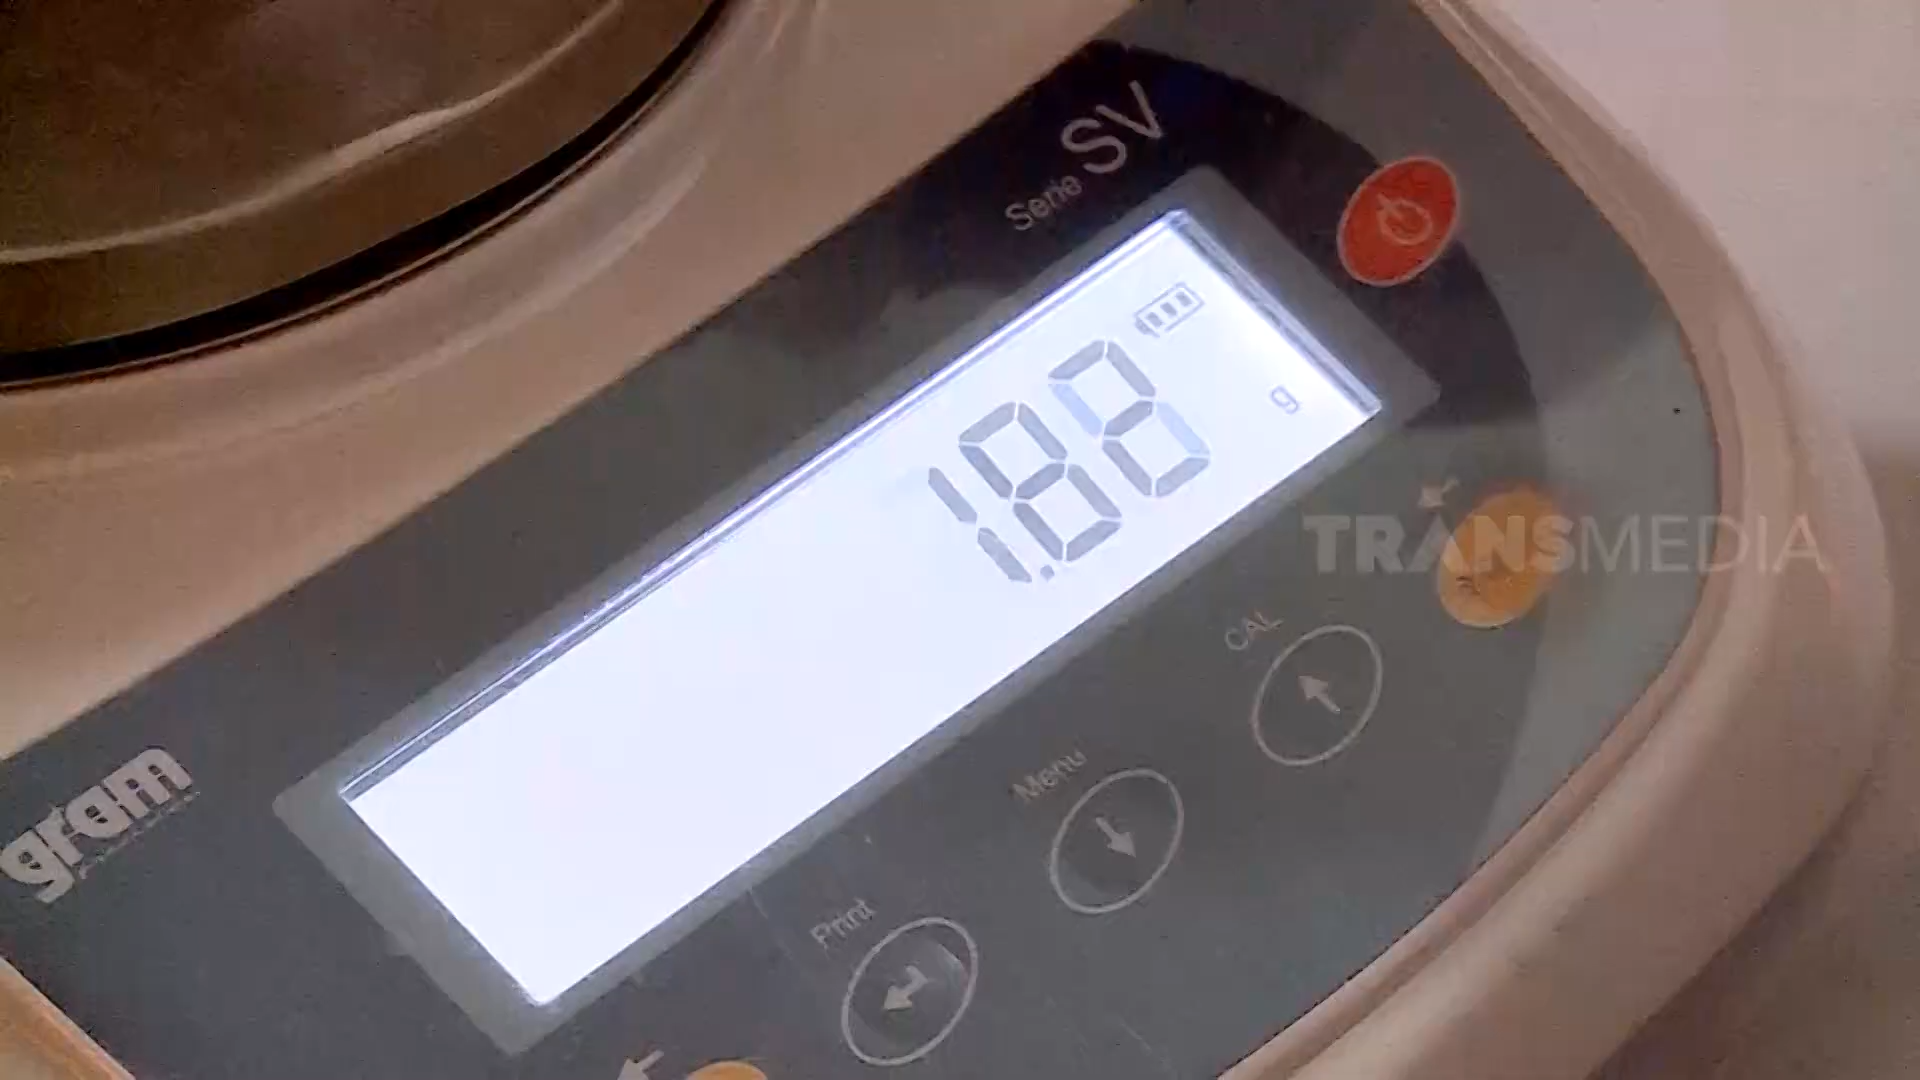 Serie SV
1.88 g
TRANSMEDIA
CAL
Menu
Print
gram